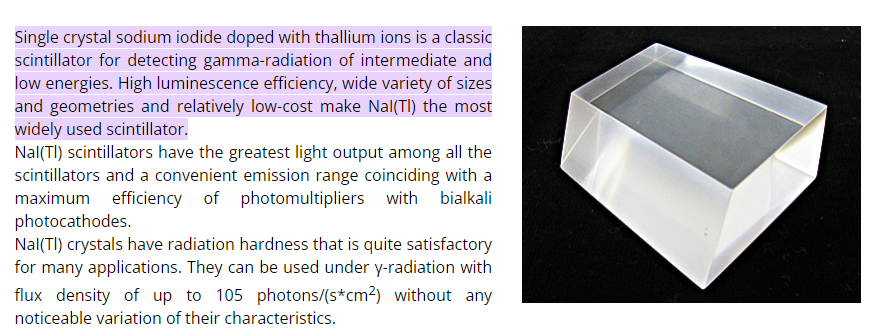 Single crystal sodium iodide doped with thallium ions is a classic
scintillator for detecting gamma-radiation of intermediate and
low energies. High luminescence efficiency, wide variety of sizes
and geometries and relatively low-cost make NaI(Tl) the most
widely used scintillator.
NaI(Tl) scintillators have the greatest light output among all the
scintillators and a convenient emission range coinciding with a
maximum efficiency of photomultipliers with bialkali
photocathodes.
NaI(Tl) crystals have radiation hardness that is quite satisfactory
for many applications. They can be used under γ-radiation with
flux density of up to 105 photons/(s*cm²) without any
noticeable variation of their characteristics.